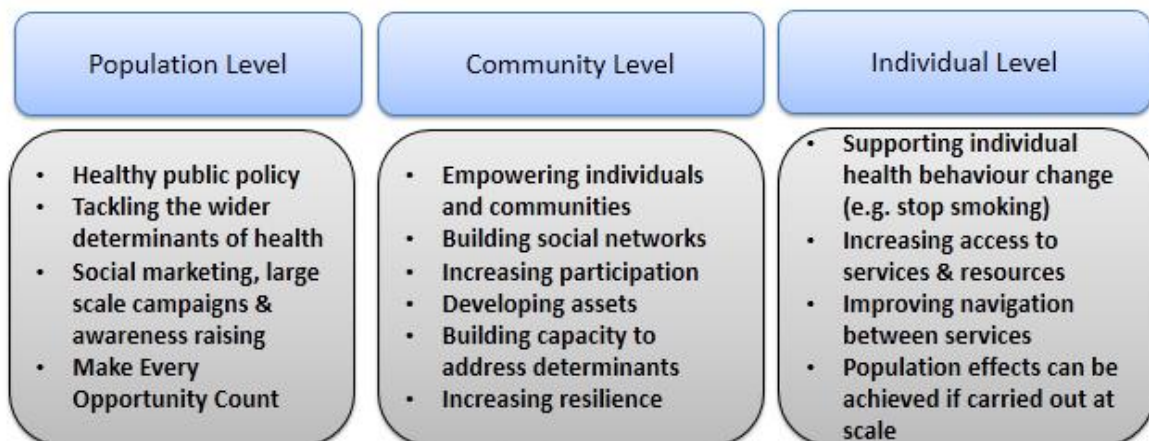 Population Level
• Healthy public policy
• Tackling the wider
determinants of health
• Social marketing, large
scale campaigns &
awareness raising
• Make Every
Opportunity Count
Community Level
• Empowering individuals
and communities
• Building social networks
• Increasing participation
• Developing assets
• Building capacity to
address determinants
• Increasing resilience
Individual Level
• Supporting individual
health behaviour change
(e.g. stop smoking)
• Increasing access to
services & resources
• Improving navigation
between services
• Population effects can be
achieved if carried out at
scale